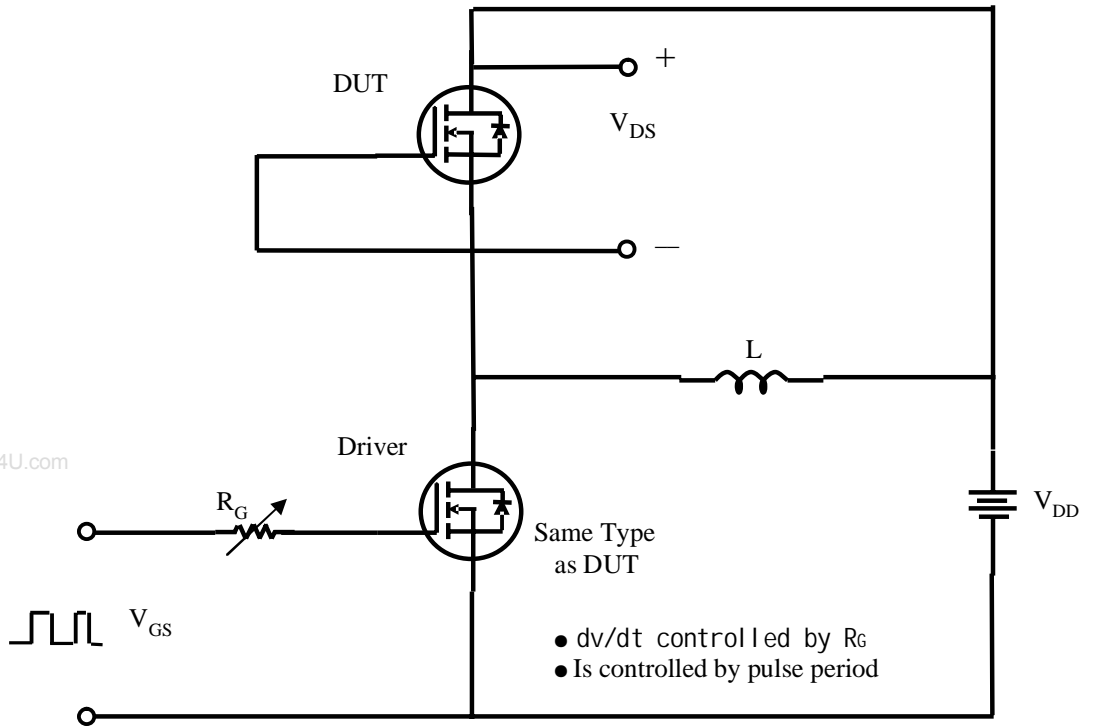 DUT
+
V_DS
—
L
4U.com
Driver
R_G
V_DD
Same Type
as DUT
V_GS
● dv/dt controlled by RG
● Is controlled by pulse period